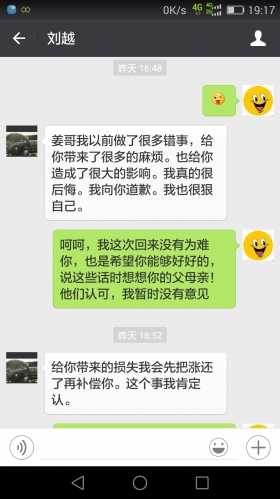 0K/s 4G 19:17
刘越
昨天 16:48
姜哥我以前做了很多错事，给
你带来了很多的麻烦。也给你
造成了很大的影响。我真的很
后悔。我向你道歉。我也很狠
自己。
呵呵，我这次回来没有为难
你，也是希望你能够好好的，
说这些话时想想你的父母亲！
他们认可，我暂时没有意见
昨天 16:52
给你带来的损失我会先把涨还
了再补偿你。这个事我肯定
认。